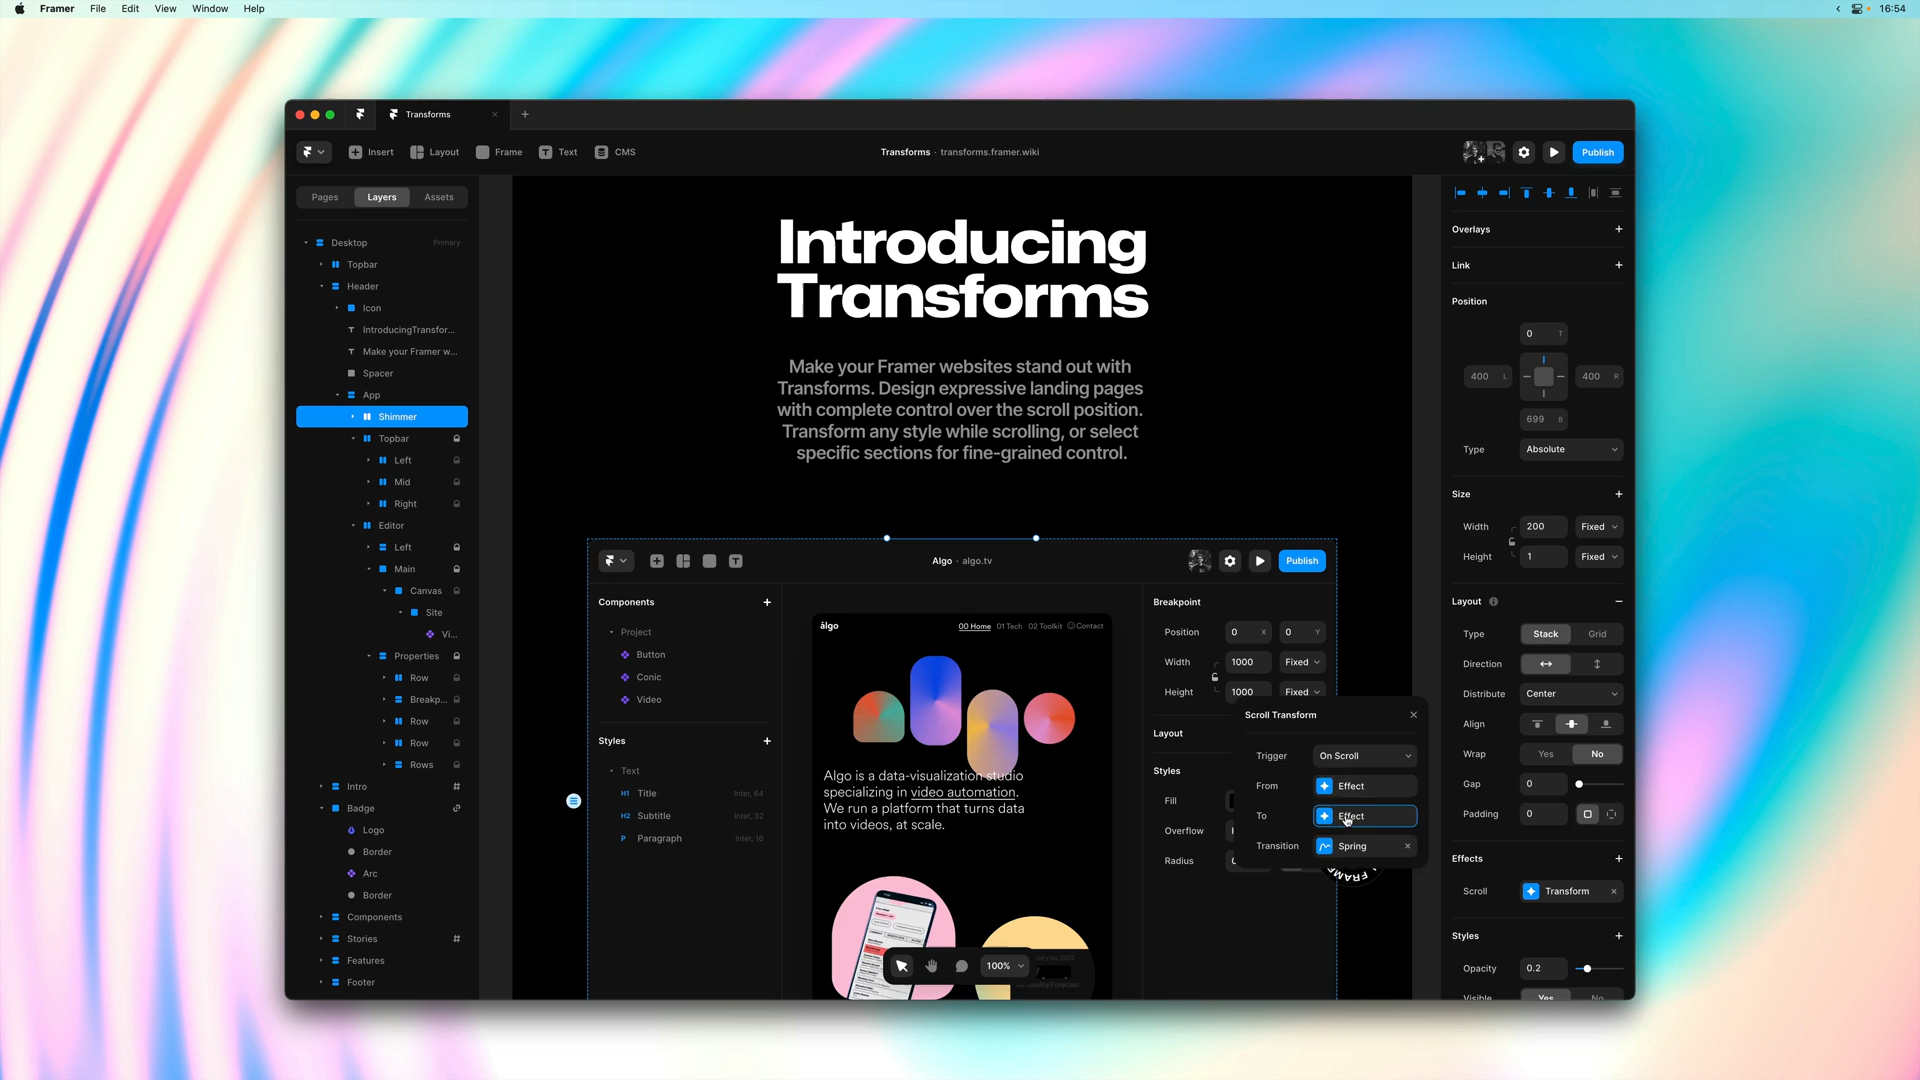 Framer File Edit View Window Help
16:54
Transforms
Insert Layout Frame Text CMS
Transforms · transforms.framer.wiki
Publish
Pages Layers Assets
Desktop Primary
Topbar
Header
Icon
IntroducingTransfor...
Make your Framer w...
Spacer
App
Shimmer
Topbar
Left
Mid
Right
Editor
Left
Main
Canvas
Site
Vi...
Properties
Row
Breakp...
Row
Row
Rows
Intro
Badge
Logo
Border
Arc
Border
Components
Stories
Features
Footer
Introducing
Transforms
Make your Framer websites stand out with
Transforms. Design expressive landing pages
with complete control over the scroll position.
Transform any style while scrolling, or select
specific sections for fine-grained control.
Algo · algo.tv
Publish
Components
Project
Button
Conic
Video
Styles
Text
H1 Title Inter, 64
H2 Subtitle Inter, 32
P Paragraph Inter, 16
algo
00 Home 01 Tech 02 Toolkit Contact
Algo is a data-visualization studio
specializing in video automation.
We run a platform that turns data
into videos, at scale.
100%
Breakpoint
Position 0 X 0 Y
Width 1000 Fixed
Height 1000 Fixed
Layout
Styles
Fill
Overflow
Radius
Scroll Transform
Trigger On Scroll
From Effect
To Effect
Transition Spring
FRAM
Overlays
Link
Position
0 T
400 L
400 R
699 B
Type Absolute
Size
Width 200 Fixed
Height 1 Fixed
Layout
Type Stack Grid
Direction
Distribute Center
Align
Wrap Yes No
Gap 0
Padding 0
Effects
Scroll Transform
Styles
Opacity 0.2
Visible Yes No